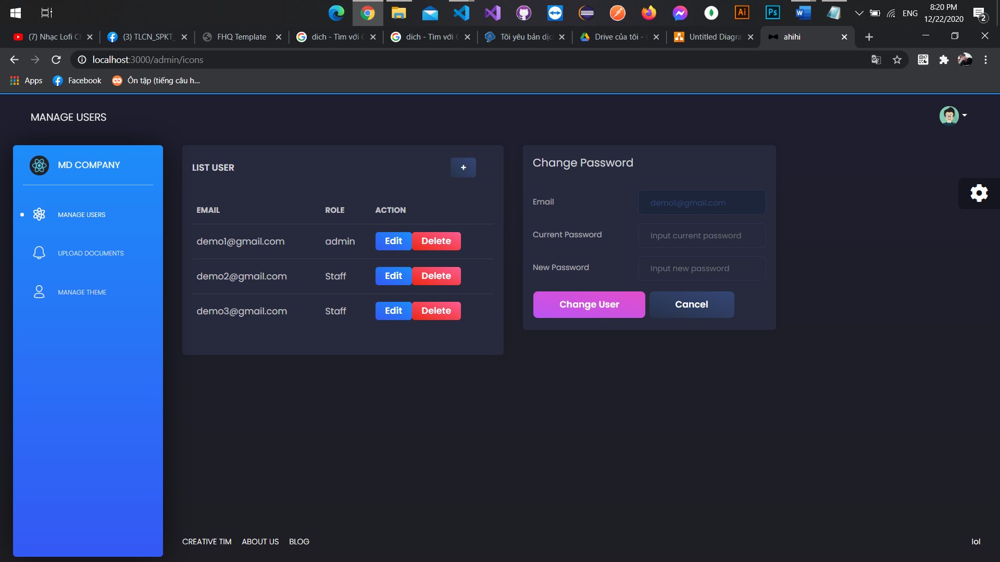 Ai
Ps
W
ENG
8:20 PM
12/22/2020
2
(7) Nhạc Lofi C
(3) TLCN_SPKT_
FHQ Template
dich - Tìm với
dich - Tìm với
Tôi yêu bản dịc
Drive của tôi -
Untitled Diagra
ahihi
localhost:3000/admin/icons
Apps
Facebook
Ôn tập (tiếng câu h...
MANAGE USERS
MD COMPANY
MANAGE USERS
UPLOAD DOCUMENTS
MANAGE THEME
LIST USER
+
EMAIL ROLE ACTION
demo1@gmail.com admin Edit Delete
demo2@gmail.com Staff Edit Delete
demo3@gmail.com Staff Edit Delete
Change Password
Email demo1@gmail.com
Current Password Input current password
New Password Input new password
Change User Cancel
CREATIVE TIM ABOUT US BLOG
lol